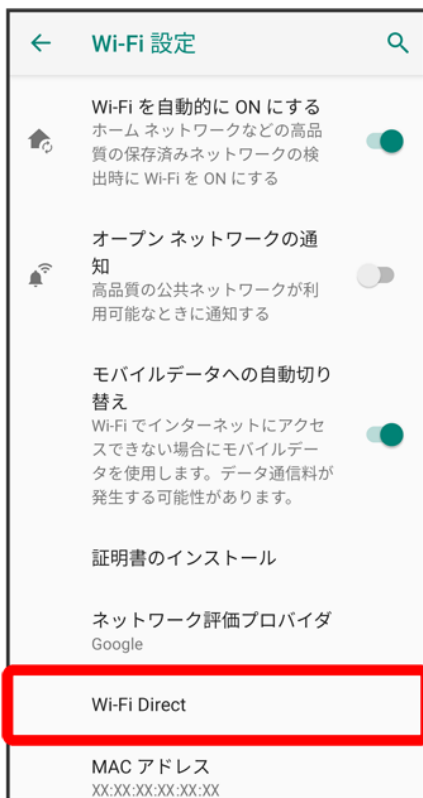 Wi-Fi 設定
Wi-Fi を自動的に ON にする
ホーム ネットワークなどの高品
質の保存済みネットワークの検
出時に Wi-Fi を ON にする
オープン ネットワークの通
知
高品質の公共ネットワークが利
用可能なときに通知する
モバイルデータへの自動切り
替え
Wi-Fi でインターネットにアクセ
スできない場合にモバイルデー
タを使用します。データ通信料が
発生する可能性があります。
証明書のインストール
ネットワーク評価プロバイダ
Google
Wi-Fi Direct
MAC アドレス
XX:XX:XX:XX:XX:XX